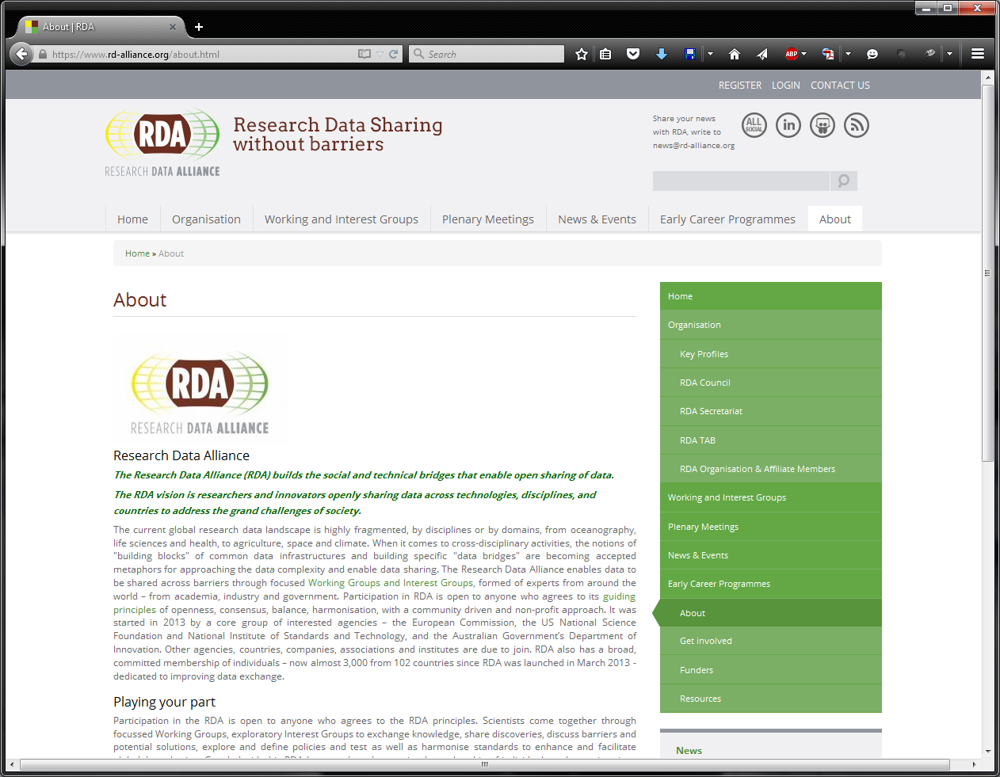 About | RDA
https://www.rd-alliance.org/about.html
Search
ABP
REGISTER LOGIN CONTACT US
RDA
RESEARCH DATA ALLIANCE
Research Data Sharing
without barriers
Share your news
with RDA, write to
news@rd-alliance.org
ALL
SOCIAL
in
Home Organisation Working and Interest Groups Plenary Meetings News & Events Early Career Programmes About
Home » About
About
RDA
RESEARCH DATA ALLIANCE
Research Data Alliance
The Research Data Alliance (RDA) builds the social and technical bridges that enable open sharing of data.
The RDA vision is researchers and innovators openly sharing data across technologies, disciplines, and
countries to address the grand challenges of society.
The current global research data landscape is highly fragmented, by disciplines or by domains, from oceanography,
life sciences and health, to agriculture, space and climate. When it comes to cross-disciplinary activities, the notions of
"building blocks" of common data infrastructures and building specific "data bridges" are becoming accepted
metaphors for approaching the data complexity and enable data sharing. The Research Data Alliance enables data to
be shared across barriers through focused Working Groups and Interest Groups, formed of experts from around the
world – from academia, industry and government. Participation in RDA is open to anyone who agrees to its guiding
principles of openness, consensus, balance, harmonisation, with a community driven and non-profit approach. It was
started in 2013 by a core group of interested agencies – the European Commission, the US National Science
Foundation and National Institute of Standards and Technology, and the Australian Government's Department of
Innovation. Other agencies, countries, companies, associations and institutes are due to join. RDA also has a broad,
committed membership of individuals – now almost 3,000 from 102 countries since RDA was launched in March 2013 -
dedicated to improving data exchange.
Playing your part
Participation in the RDA is open to anyone who agrees to the RDA principles. Scientists come together through
focussed Working Groups, exploratory Interest Groups to exchange knowledge, share discoveries, discuss barriers and
potential solutions, explore and define policies and test as well as harmonise standards to enhance and facilitate
Home
Organisation
Key Profiles
RDA Council
RDA Secretariat
RDA TAB
RDA Organisation & Affiliate Members
Working and Interest Groups
Plenary Meetings
News & Events
Early Career Programmes
About
Get involved
Funders
Resources
News